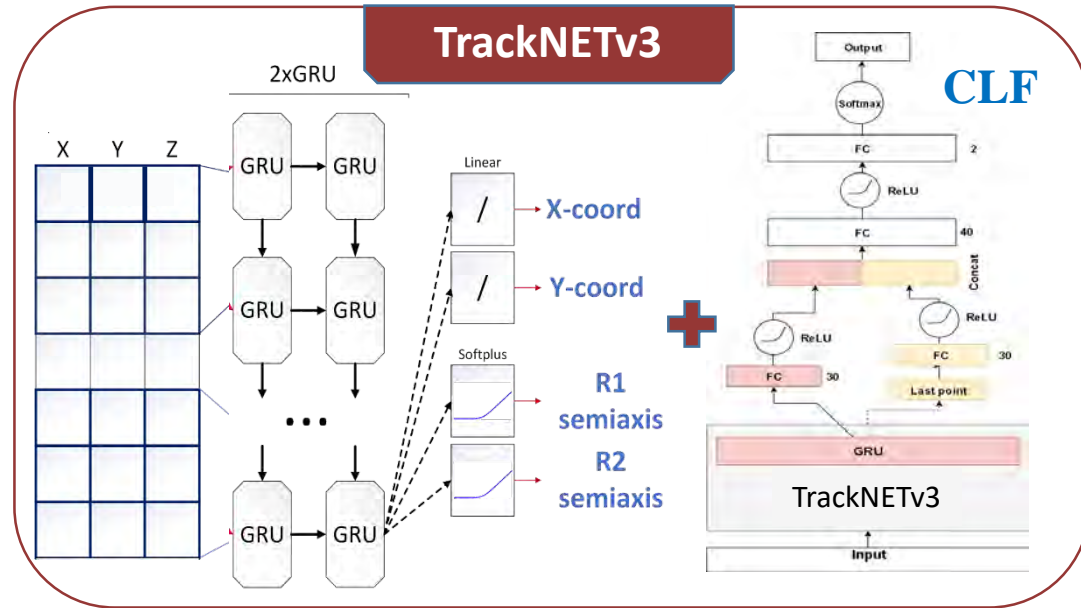 TrackNETv3
2xGRU
X Y Z
GRU GRU
GRU GRU
...
GRU GRU
Linear
X-coord
Y-coord
Softplus
R1
semiaxis
R2
semiaxis
CLF
Output
Softmax
FC 2
ReLU
FC 40
Concat
ReLU
ReLU
FC 30
FC 30
Last point
GRU
TrackNETv3
Input